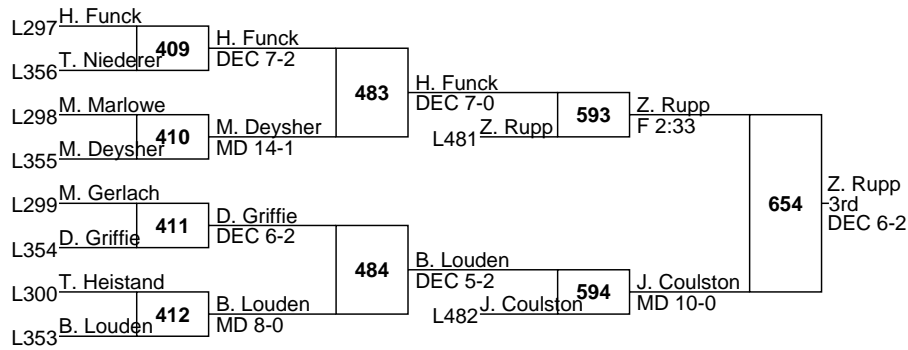 H. Funck
L297
409
H. Funck
DEC 7-2
T. Niederer
L356
483
H. Funck
DEC 7-0
M. Marlowe
L298
410
M. Deysher
MD 14-1
M. Deysher
L355
Z. Rupp
L481
593
Z. Rupp
F 2:33
M. Gerlach
L299
411
D. Griffie
DEC 6-2
D. Griffie
L354
654
Z. Rupp
3rd
DEC 6-2
484
B. Louden
DEC 5-2
T. Heistand
L300
412
B. Louden
MD 8-0
B. Louden
L353
J. Coulston
L482
594
J. Coulston
MD 10-0